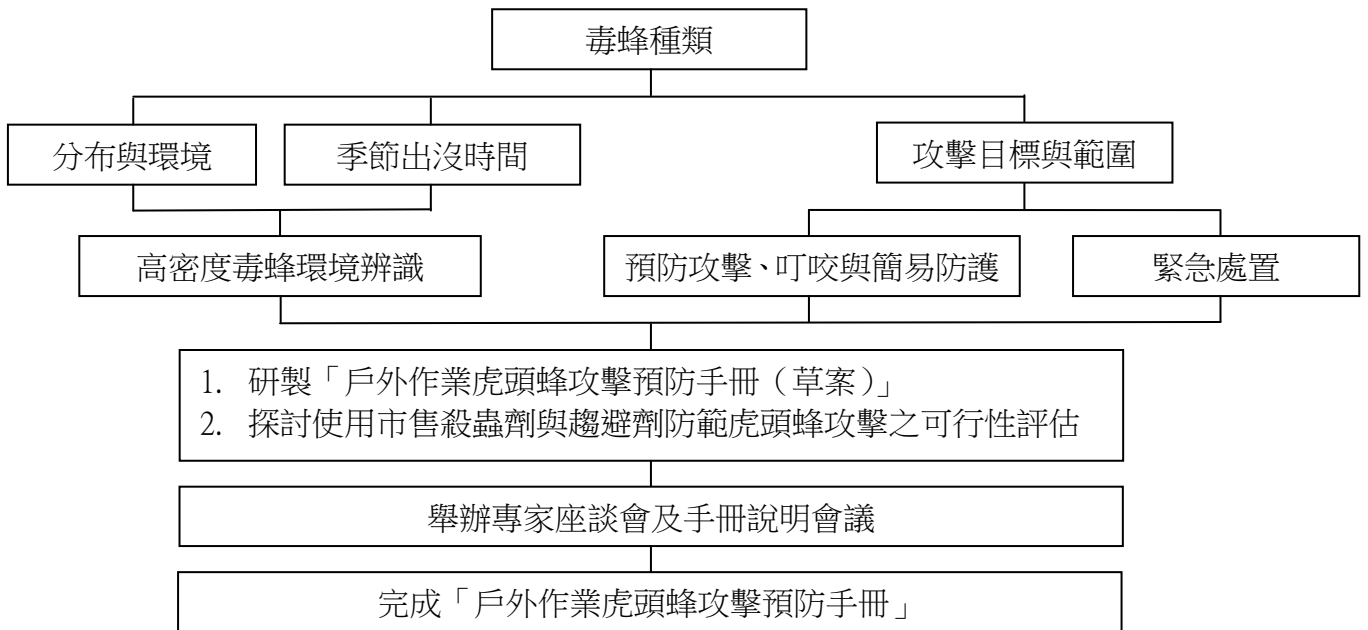 毒蜂種類
分布與環境
季節出沒時間
攻擊目標與範圍
高密度毒蜂環境辨識
預防攻擊、叮咬與簡易防護
緊急處置
1. 研製「戶外作業虎頭蜂攻擊預防手冊（草案）」
2. 探討使用市售殺蟲劑與趨避劑防範虎頭蜂攻擊之可行性評估
舉辦專家座談會及手冊說明會議
完成「戶外作業虎頭蜂攻擊預防手冊」